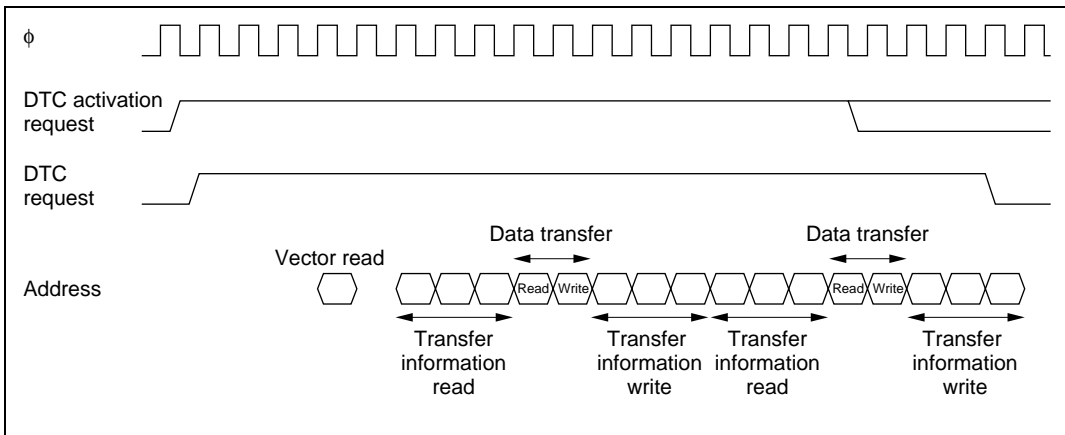 ϕ
DTC activation
request
DTC
request
Data transfer
Data transfer
Vector read
Address
Read
Write
Read
Write
Transfer
information
read
Transfer
information
write
Transfer
information
read
Transfer
information
write